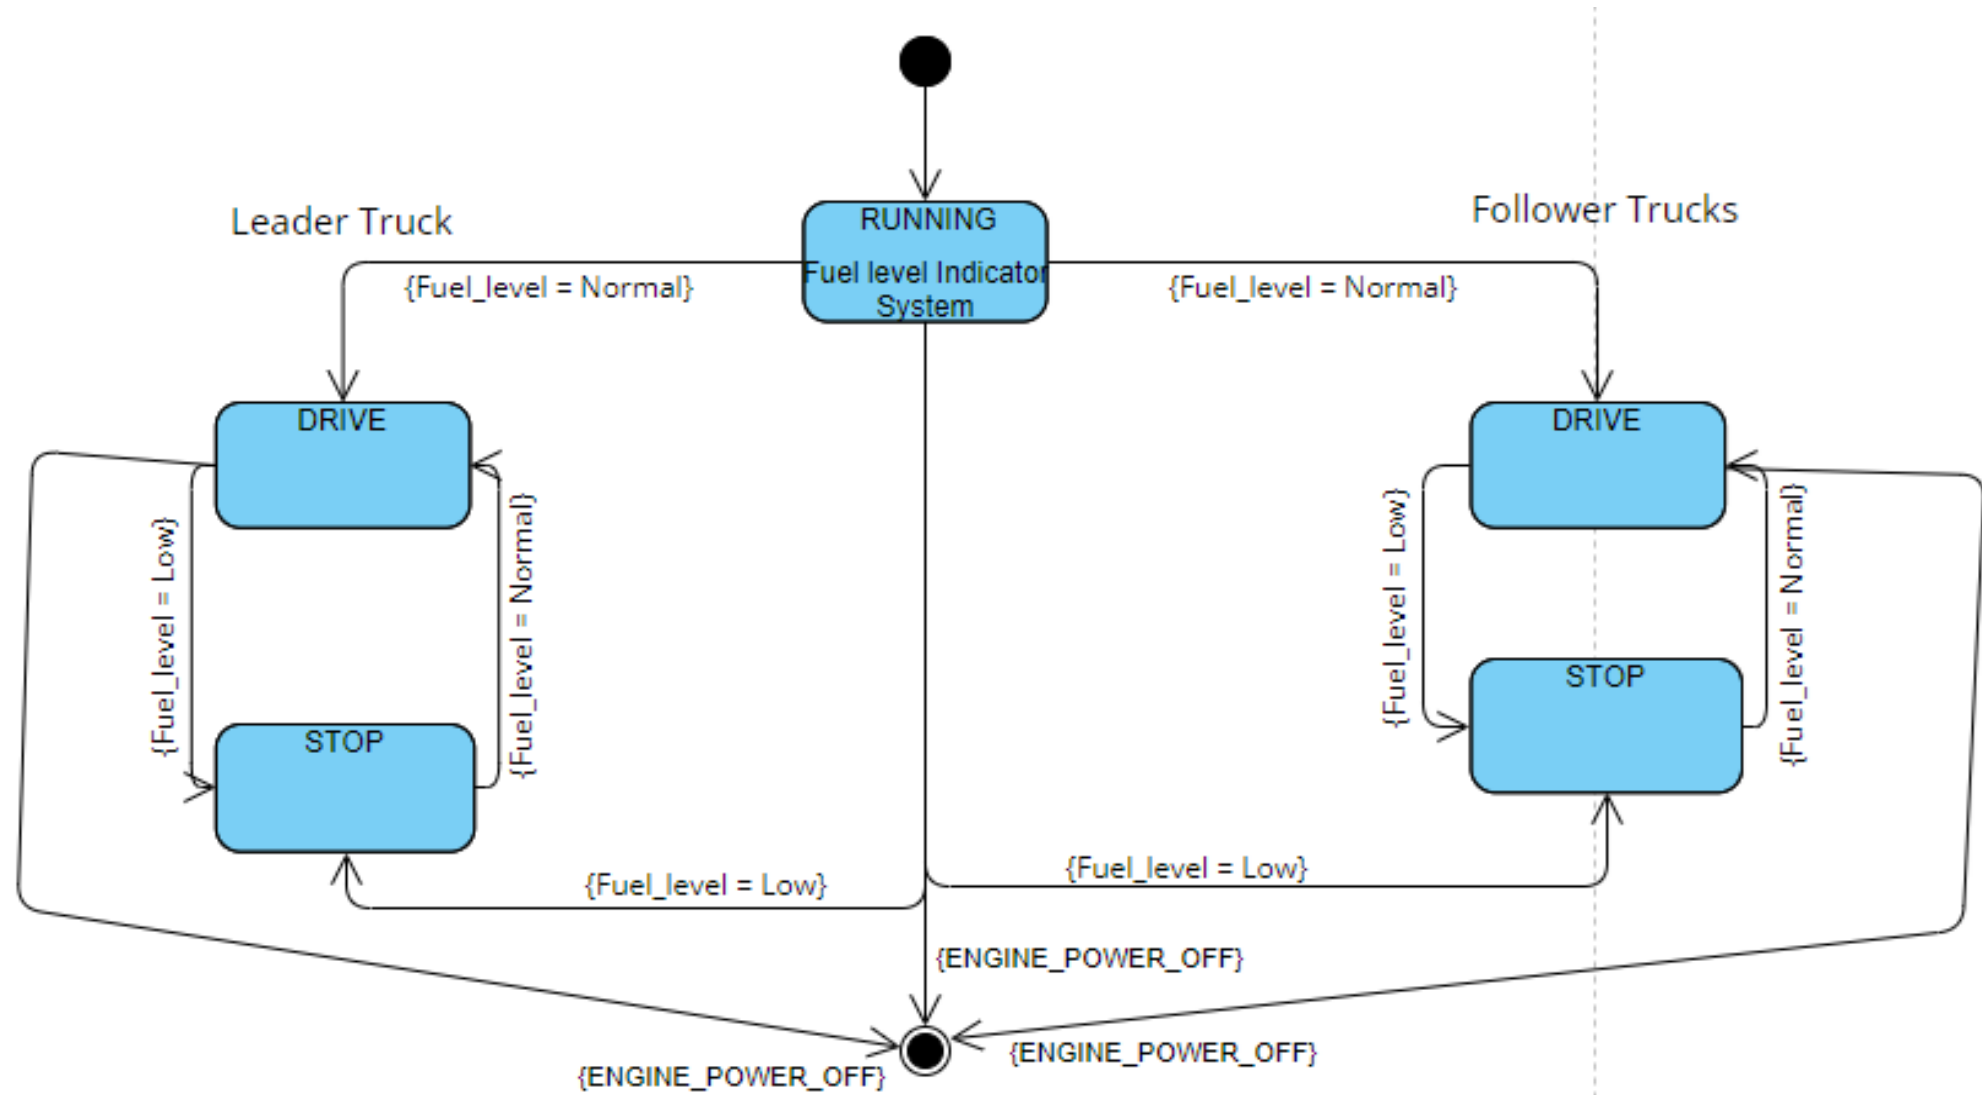 Leader Truck
RUNNING
Fuel level Indicator
System
Follower Trucks
{Fuel_level = Normal}
{Fuel_level = Normal}
DRIVE
DRIVE
{Fuel_level = Low}
{Fuel_level = Normal}
{Fuel_level = Low}
{Fuel_level = Normal}
STOP
STOP
{Fuel_level = Low}
{Fuel_level = Low}
{ENGINE_POWER_OFF}
{ENGINE_POWER_OFF}
{ENGINE_POWER_OFF}